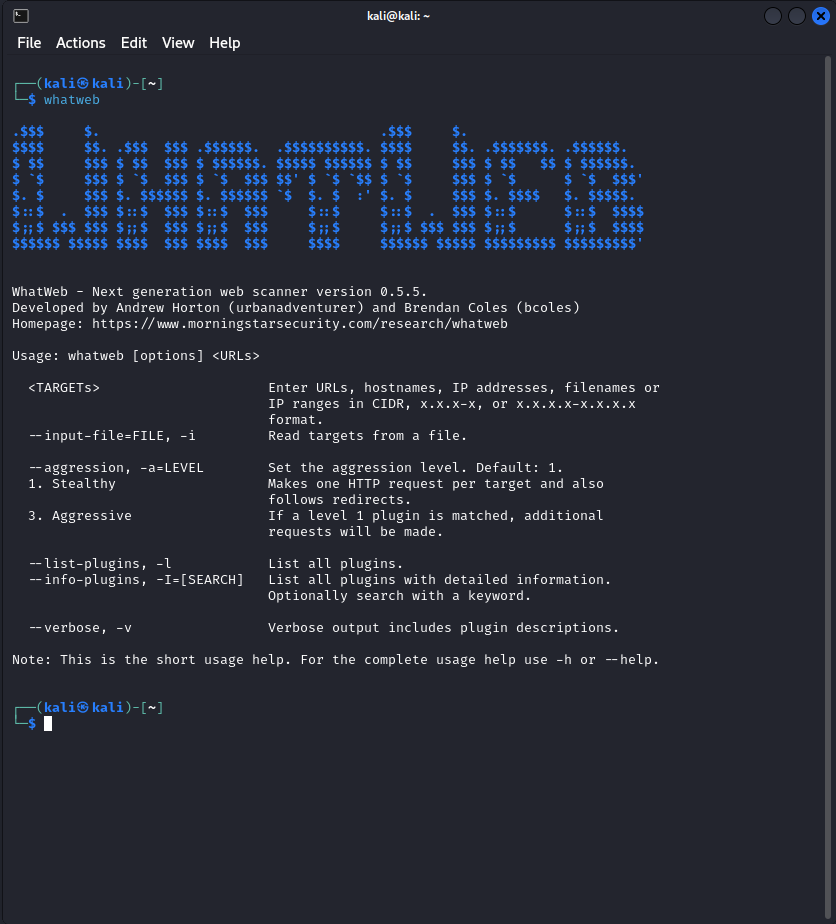 kali@kali: ~
File Actions Edit View Help
┌──(kali㉿kali)-[~]
└─$ whatweb
.$$$     $.                                   .$$$     $.
$$$$     $$. .$$$  $$$ .$$$$$$.  .$$$$$$$$$$. $$$$     $$. .$$$$$$$. .$$$$$$.
$ $$     $$$ $ $$  $$$ $ $$$$$$. $$$$$ $$$$$$ $ $$     $$$ $ $$   $$ $ $$$$$$.
$ `$     $$$ $ `$  $$$ $ `$  $$$ $$' $ `$ `$$ $ `$     $$$ $ `$      $ `$  $$$'
$. $     $$$ $. $$$$$$ $. $$$$$$ `$  $. $  :' $. $     $$$ $. $$$$   $. $$$$$.
$::$  .  $$$ $::$  $$$ $::$  $$$     $::$     $::$  .  $$$ $::$      $::$  $$$$
$;;$ $$$ $$$ $;;$  $$$ $;;$  $$$     $;;$     $;;$ $$$ $$$ $;;$      $;;$  $$$$
$$$$$$ $$$$$ $$$$  $$$ $$$$  $$$     $$$$     $$$$$$ $$$$$ $$$$$$$$$ $$$$$$$$$'
WhatWeb - Next generation web scanner version 0.5.5.
Developed by Andrew Horton (urbanadventurer) and Brendan Coles (bcoles)
Homepage: https://www.morningstarsecurity.com/research/whatweb
Usage: whatweb [options] <URLs>
<TARGETs> Enter URLs, hostnames, IP addresses, filenames or
IP ranges in CIDR, x.x.x-x, or x.x.x.x-x.x.x.x
format.
--input-file=FILE, -i Read targets from a file.
--aggression, -a=LEVEL Set the aggression level. Default: 1.
1. Stealthy Makes one HTTP request per target and also
follows redirects.
3. Aggressive If a level 1 plugin is matched, additional
requests will be made.
--list-plugins, -l List all plugins.
--info-plugins, -I=[SEARCH] List all plugins with detailed information.
Optionally search with a keyword.
--verbose, -v Verbose output includes plugin descriptions.
Note: This is the short usage help. For the complete usage help use -h or --help.
┌──(kali㉿kali)-[~]
└─$